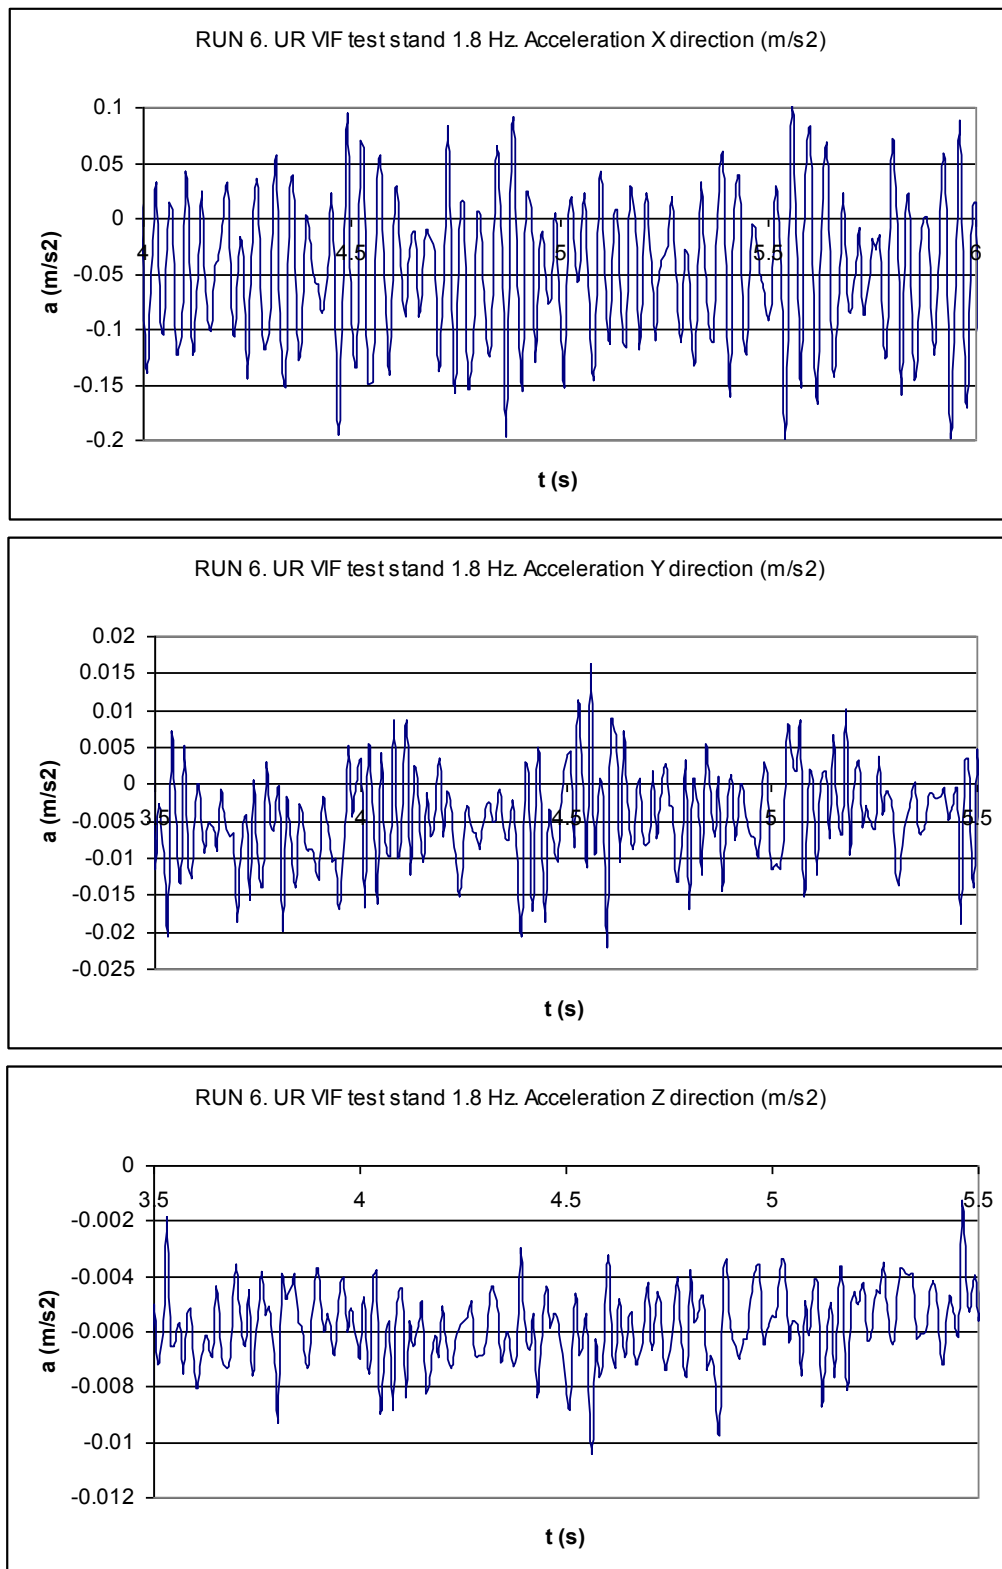 RUN 6. UR VIF test stand 1.8 Hz. Acceleration X direction (m/s2)
0.1
0.05
0
-0.05
-0.1
-0.15
-0.2
4 4.5 5 5.5 6
a (m/s2)
t (s)
RUN 6. UR VIF test stand 1.8 Hz. Acceleration Y direction (m/s2)
0.02
0.015
0.01
0.005
0
-0.005
-0.01
-0.015
-0.02
-0.025
3.5 4 4.5 5 5.5
a (m/s2)
t (s)
RUN 6. UR VIF test stand 1.8 Hz. Acceleration Z direction (m/s2)
0
3.5 4 4.5 5 5.5
-0.002
-0.004
-0.006
-0.008
-0.01
-0.012
a (m/s2)
t (s)